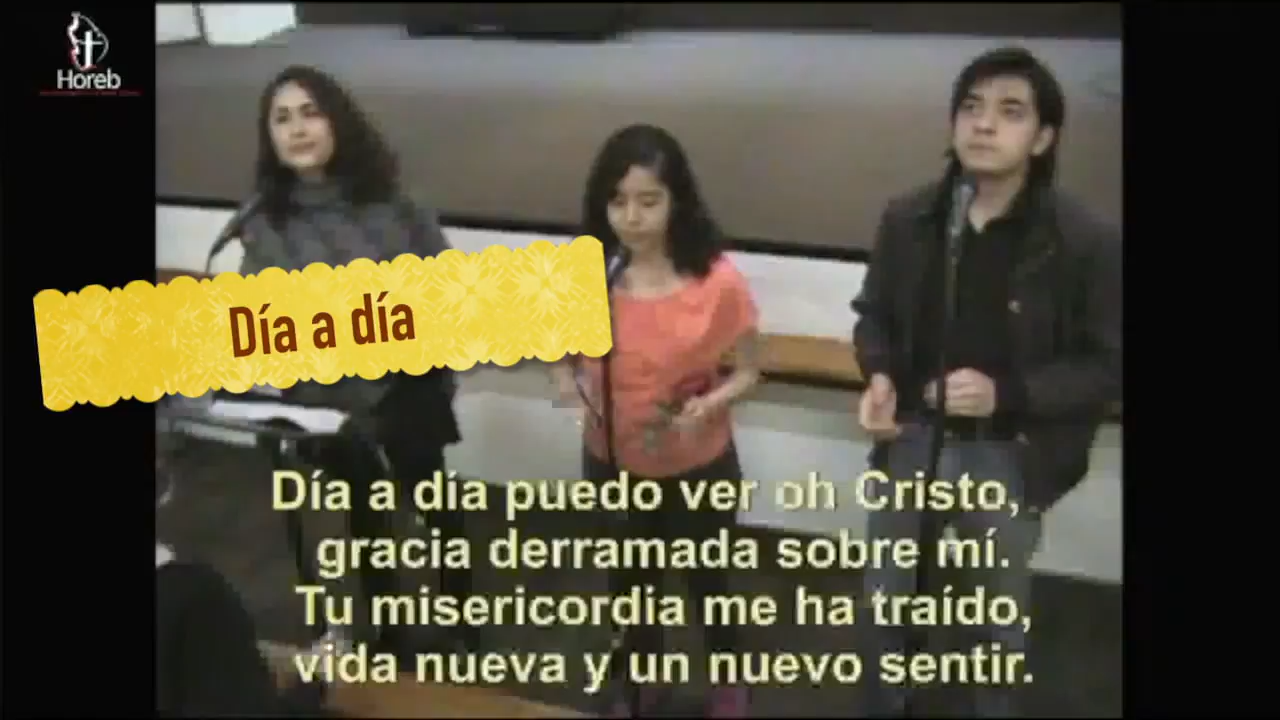 Horeb
Día a día
Día a día puedo ver oh Cristo,
gracia derramada sobre mí.
Tu misericordia me ha traído,
vida nueva y un nuevo sentir.